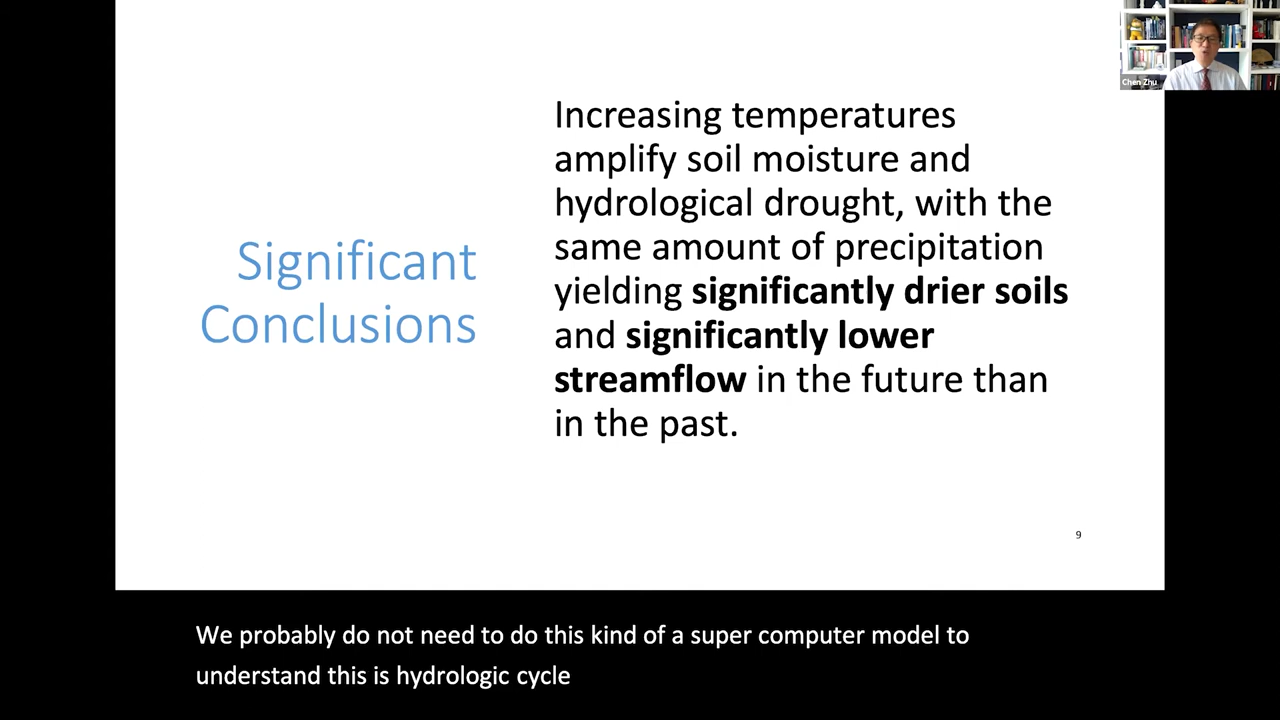 Chen Zhu
Significant
Conclusions
Increasing temperatures
amplify soil moisture and
hydrological drought, with the
same amount of precipitation
yielding significantly drier soils
and significantly lower
streamflow in the future than
in the past.
9
We probably do not need to do this kind of a super computer model to
understand this is hydrologic cycle